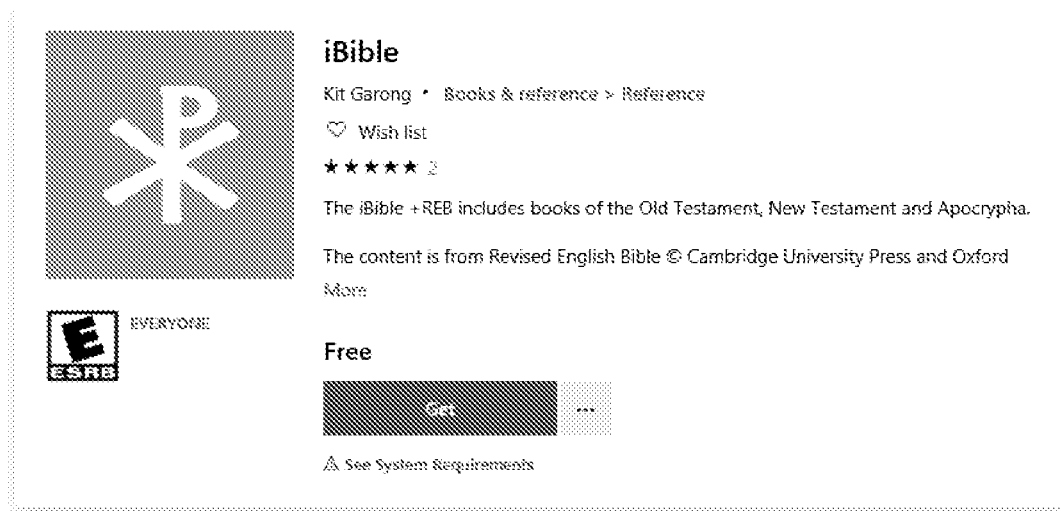 iBible
Kit Garong • Books & reference > Reference
Wish list
2
The iBible +REB includes books of the Old Testament, New Testament and Apocrypha.
The content is from Revised English Bible © Cambridge University Press and Oxford
More
E
ESRB
EVERYONE
Free
Get
...
See System Requirements